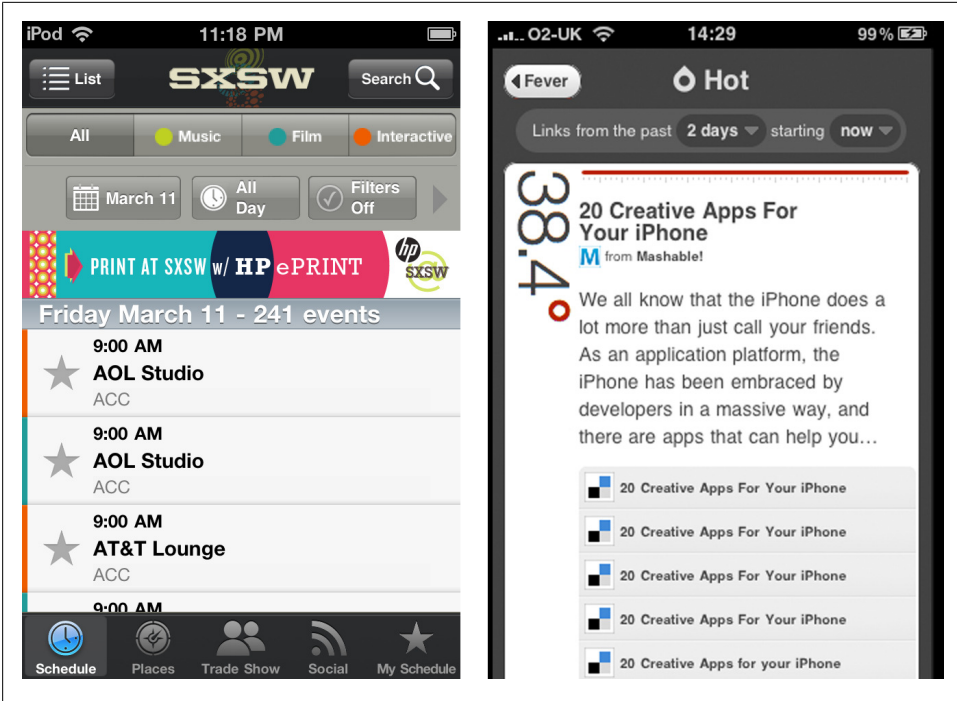 iPod 11:18 PM
List SXSW Search
All Music Film Interactive
March 11 All Day Filters Off
PRINT AT SXSW w/ HP ePRINT hp @ SXSW
Friday March 11 - 241 events
9:00 AM
AOL Studio
ACC
9:00 AM
AOL Studio
ACC
9:00 AM
AT&T Lounge
ACC
9:00 AM
Schedule Places Trade Show Social My Schedule
O2-UK 14:29 99%
Fever Hot
Links from the past 2 days starting now
38.4°
20 Creative Apps For
Your iPhone
M from Mashable!
We all know that the iPhone does a
lot more than just call your friends.
As an application platform, the
iPhone has been embraced by
developers in a massive way, and
there are apps that can help you...
20 Creative Apps For Your iPhone
20 Creative Apps For Your iPhone
20 Creative Apps For Your iPhone
20 Creative Apps For Your iPhone
20 Creative Apps for your iPhone